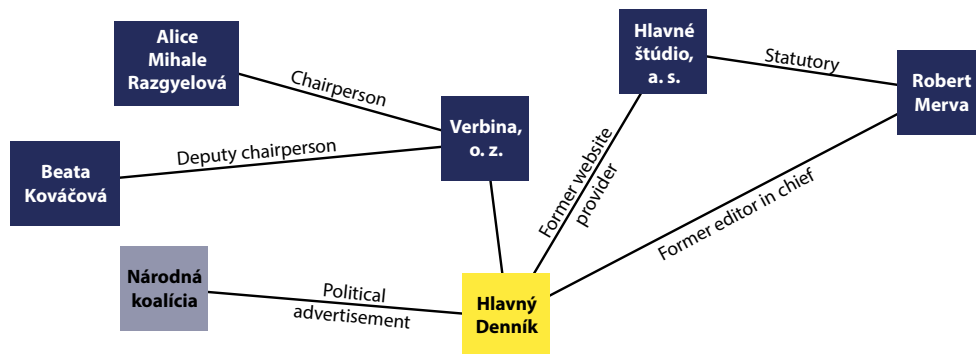 Alice
Mihale
Razgyelová
Chairperson
Hlavné
štúdio,
a. s.
Statutory
Robert
Merva
Verbina,
o. z.
Deputy chairperson
Beata
Kováčová
Former website
provider
Former editor in chief
Národná
koalícia
Political
advertisement
Hlavný
Denník